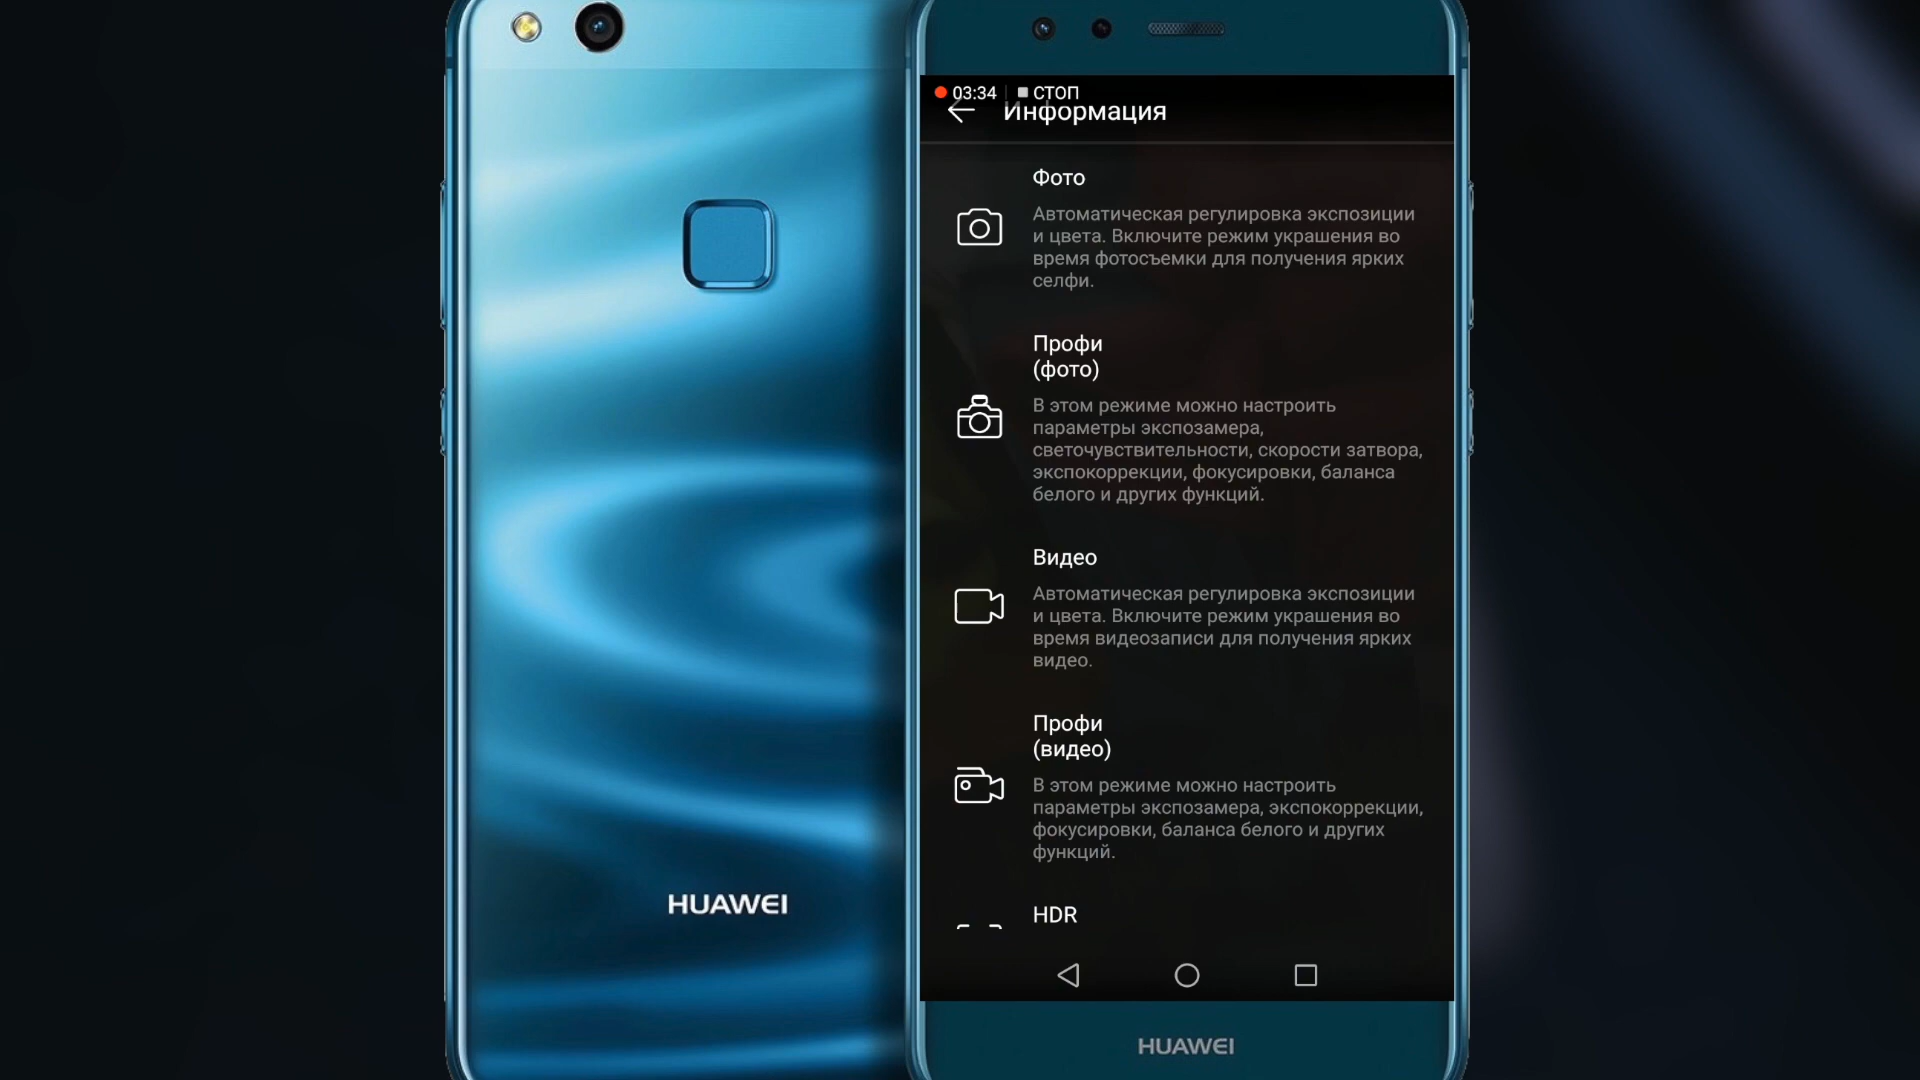 03:34 СТОП
Информация
Фото
Автоматическая регулировка экспозиции
и цвета. Включите режим украшения во
время фотосъемки для получения ярких
селфи.
Профи
(фото)
В этом режиме можно настроить
параметры экспозамера,
светочувствительности, скорости затвора,
экспокоррекции, фокусировки, баланса
белого и других функций.
Видео
Автоматическая регулировка экспозиции
и цвета. Включите режим украшения во
время видеозаписи для получения ярких
видео.
Профи
(видео)
В этом режиме можно настроить
параметры экспозамера, экспокоррекции,
фокусировки, баланса белого и других
функций.
HDR
HUAWEI
HUAWEI